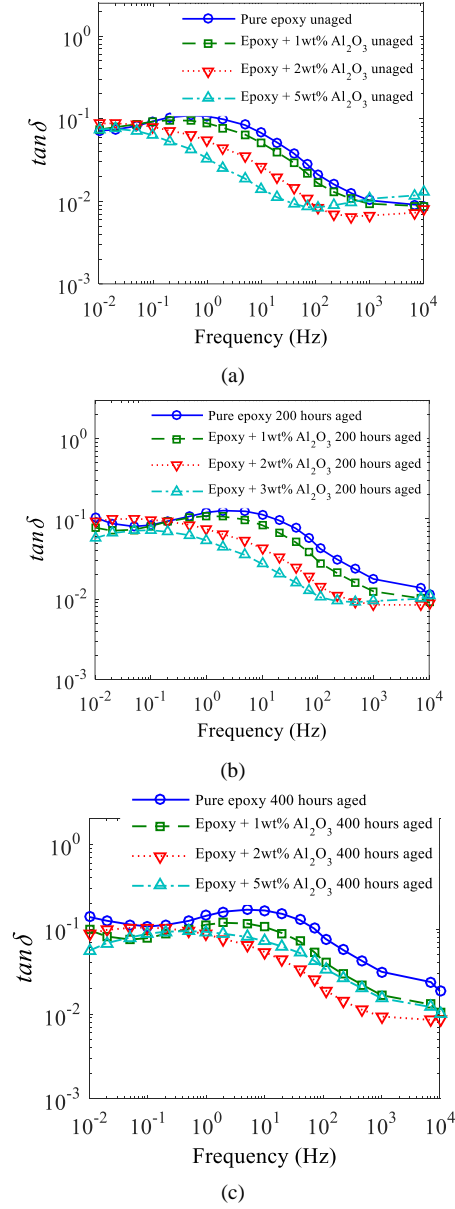 Pure epoxy unaged
Epoxy + 1wt% Al2O3 unaged
Epoxy + 2wt% Al2O3 unaged
Epoxy + 5wt% Al2O3 unaged
10^0
10^-1
10^-2
10^-3
tanδ
10^-2 10^-1 10^0 10^1 10^2 10^3 10^4
Frequency (Hz)
(a)
Pure epoxy 200 hours aged
Epoxy + 1wt% Al2O3 200 hours aged
Epoxy + 2wt% Al2O3 200 hours aged
Epoxy + 3wt% Al2O3 200 hours aged
10^0
10^-1
10^-2
10^-3
tanδ
10^-2 10^-1 10^0 10^1 10^2 10^3 10^4
Frequency (Hz)
(b)
Pure epoxy 400 hours aged
Epoxy + 1wt% Al2O3 400 hours aged
Epoxy + 2wt% Al2O3 400 hours aged
Epoxy + 5wt% Al2O3 400 hours aged
10^0
10^-1
10^-2
10^-3
tanδ
10^-2 10^-1 10^0 10^1 10^2 10^3 10^4
Frequency (Hz)
(c)